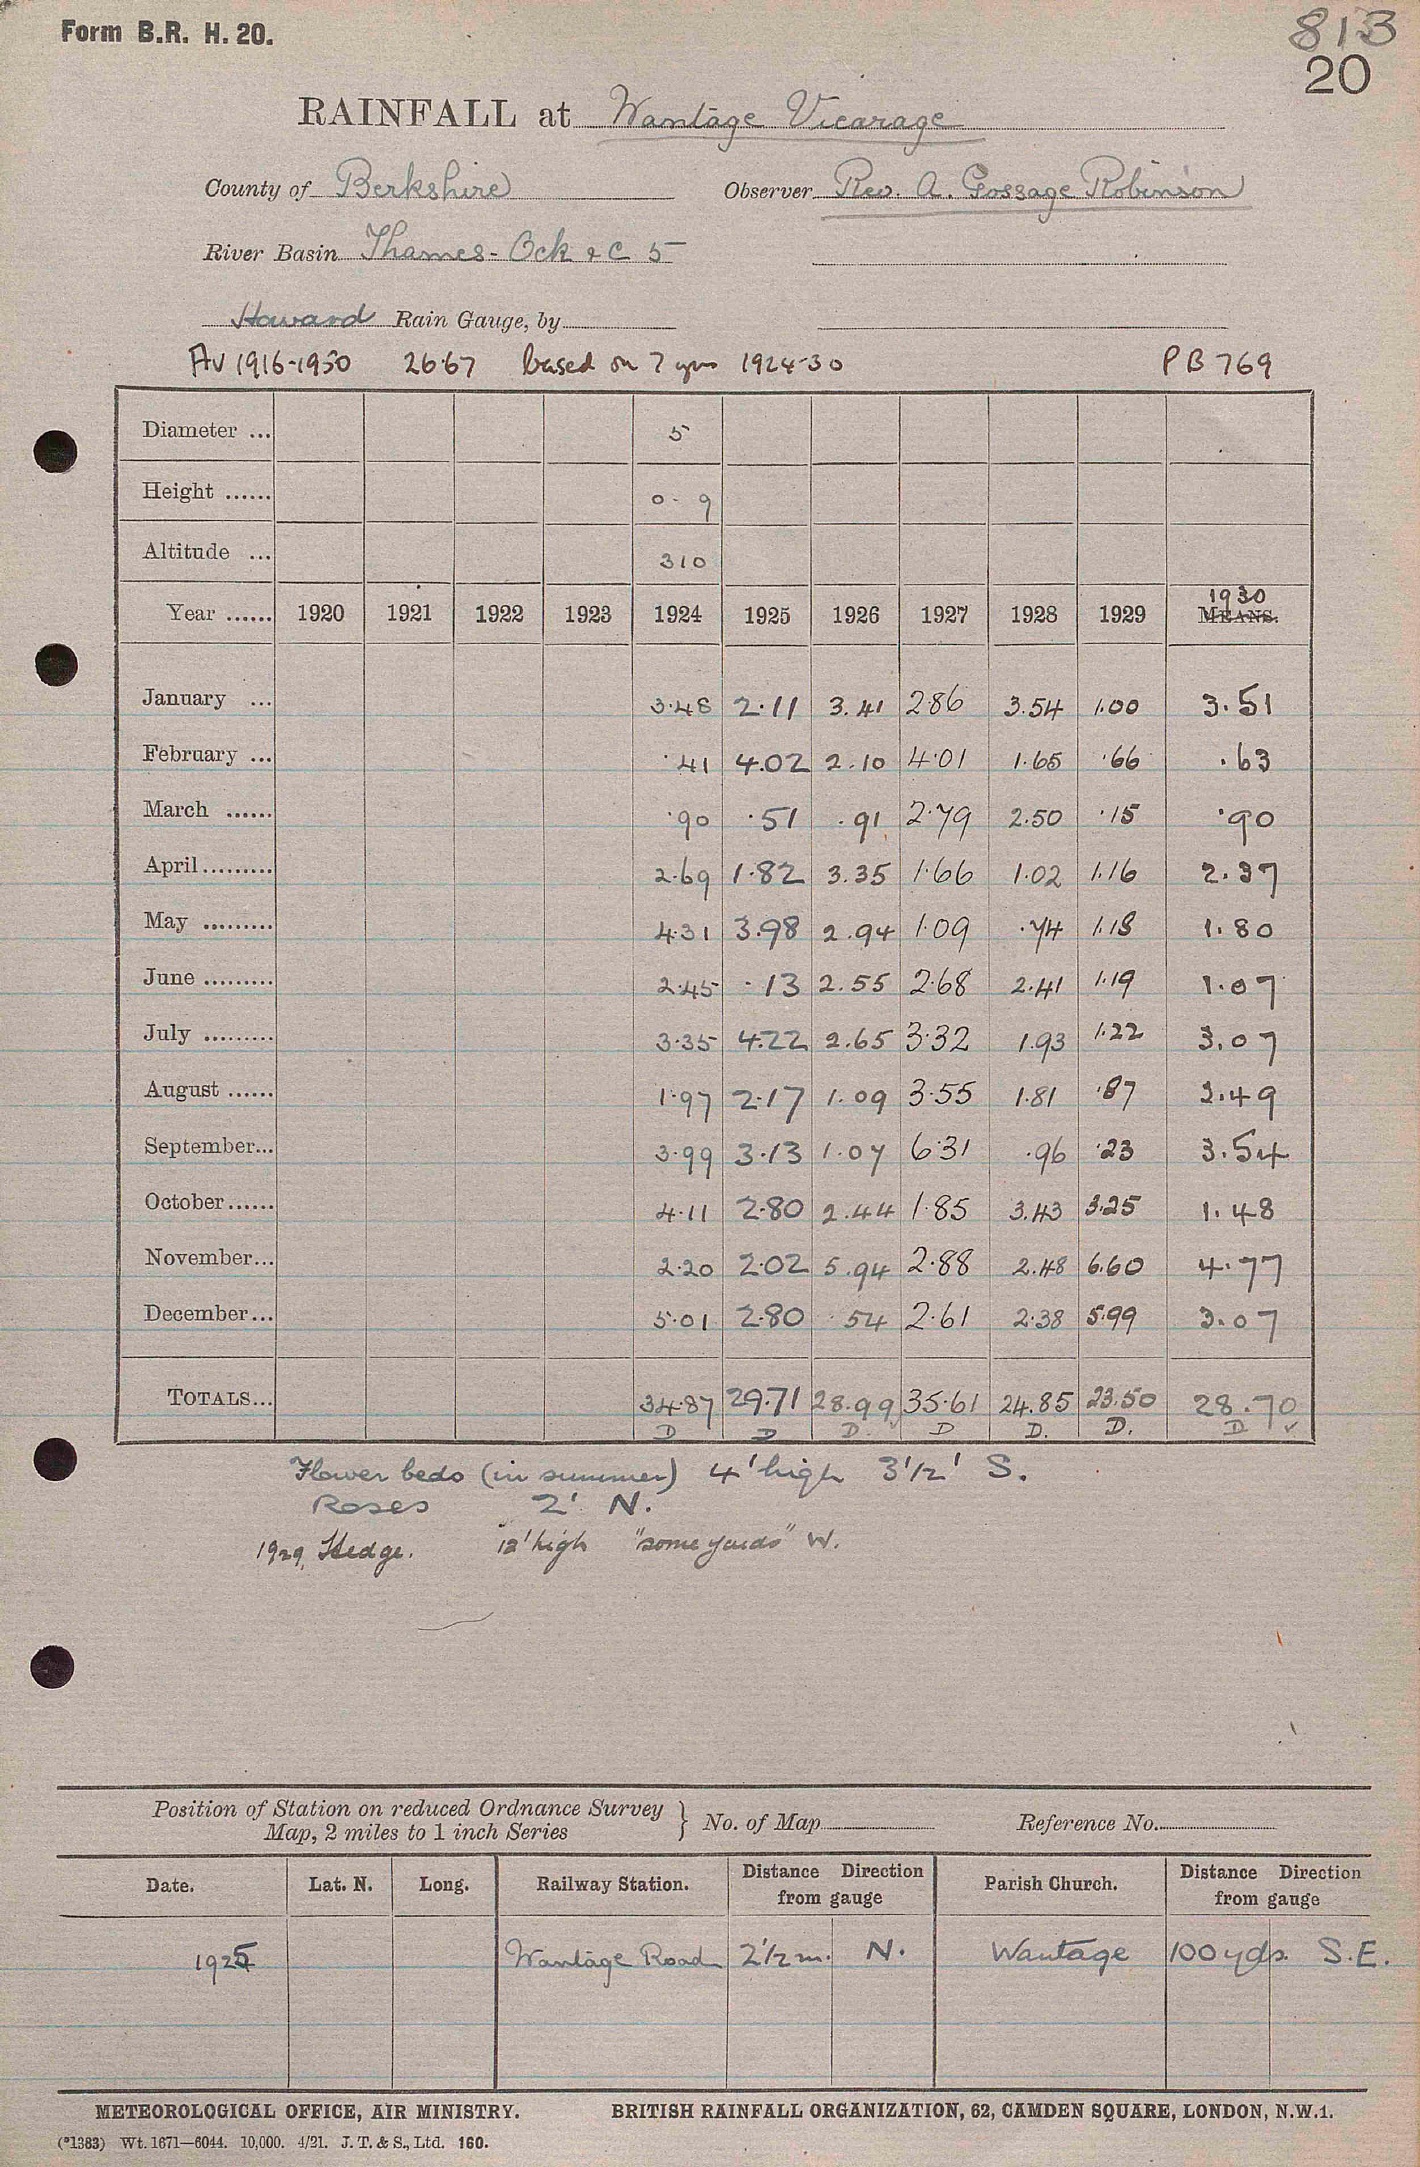 Form B.R. H. 20.
813
20
RAINFALL at Wantage Vicarage
County of Berkshire Observer Rev. A. Gossage Robinson
River Basin Thames - Ock & C 5
Howard Rain Gauge, by
Av 1916-1950 26.67 based on 7 yrs 1924-30 PB 769
Diameter ... 5
Height ...... 0 - 9
Altitude ... 310
Year ...... 1920 1921 1922 1923 1924 1925 1926 1927 1928 1929 1930 MEANS.
January ... 3.48 2.11 3.41 2.86 3.54 1.00 3.51
February ... .41 4.02 2.10 4.01 1.65 .66 .63
March ...... .90 .51 .91 2.79 2.50 .15 .90
April ......... 2.69 1.82 3.35 1.66 1.02 1.16 2.37
May ......... 4.31 3.98 2.94 1.09 .74 1.18 1.80
June ......... 2.45 .13 2.55 2.68 2.41 1.19 1.07
July ......... 3.35 4.22 2.65 3.32 1.93 1.22 3.07
August ...... 1.97 2.17 1.09 3.55 1.81 .87 2.49
September... 3.99 3.13 1.07 6.31 .96 .23 3.54
October...... 4.11 2.80 2.44 1.85 3.43 3.25 1.48
November... 2.20 2.02 5.94 2.88 2.48 6.60 4.77
December... 5.01 2.80 .54 2.61 2.38 5.99 3.07
TOTALS... 34.87 29.71 28.99 35.61 24.85 23.50 28.70
D D D. D D. D. D ✓
Flower beds (in summer) 4' high 3'1/2' S.
Roses 2' N.
1929, Hedge. 12' high "some yards" W.
Position of Station on reduced Ordnance Survey Map, 2 miles to 1 inch Series } No. of Map Reference No.
Date. Lat. N. Long. Railway Station. Distance Direction from gauge Parish Church. Distance Direction from gauge
1925 Wantage Road 2 1/2 m. N. Wantage 100 yds. S.E.
METEOROLOGICAL OFFICE, AIR MINISTRY. BRITISH RAINFALL ORGANIZATION, 62, CAMDEN SQUARE, LONDON, N.W.1.
(*1383) Wt. 1671—6044. 10,000. 4/21. J. T. & S., Ltd. 160.